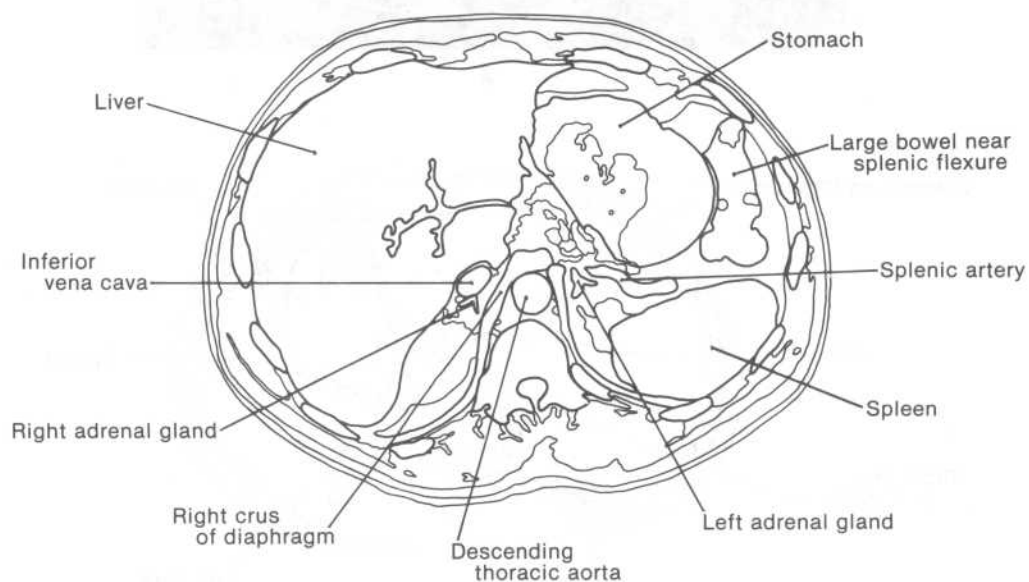 Stomach
Liver
Large bowel near
splenic flexure
Inferior
vena cava
Splenic artery
Right adrenal gland
Spleen
Right crus
of diaphragm
Left adrenal gland
Descending
thoracic aorta